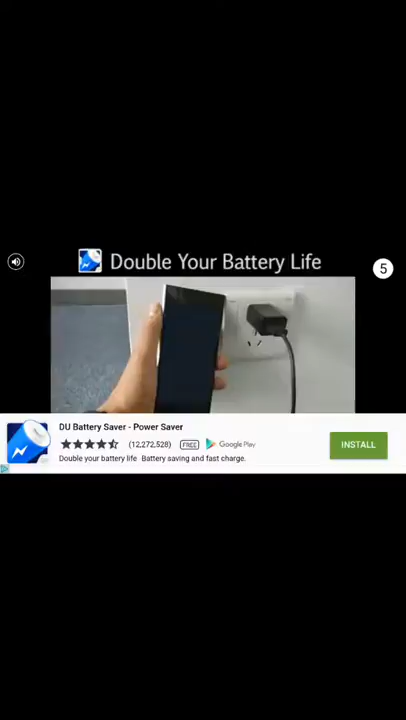 Double Your Battery Life
5
DU Battery Saver - Power Saver
(12,272,528) FREE Google Play
Double your battery life Battery saving and fast charge.
INSTALL